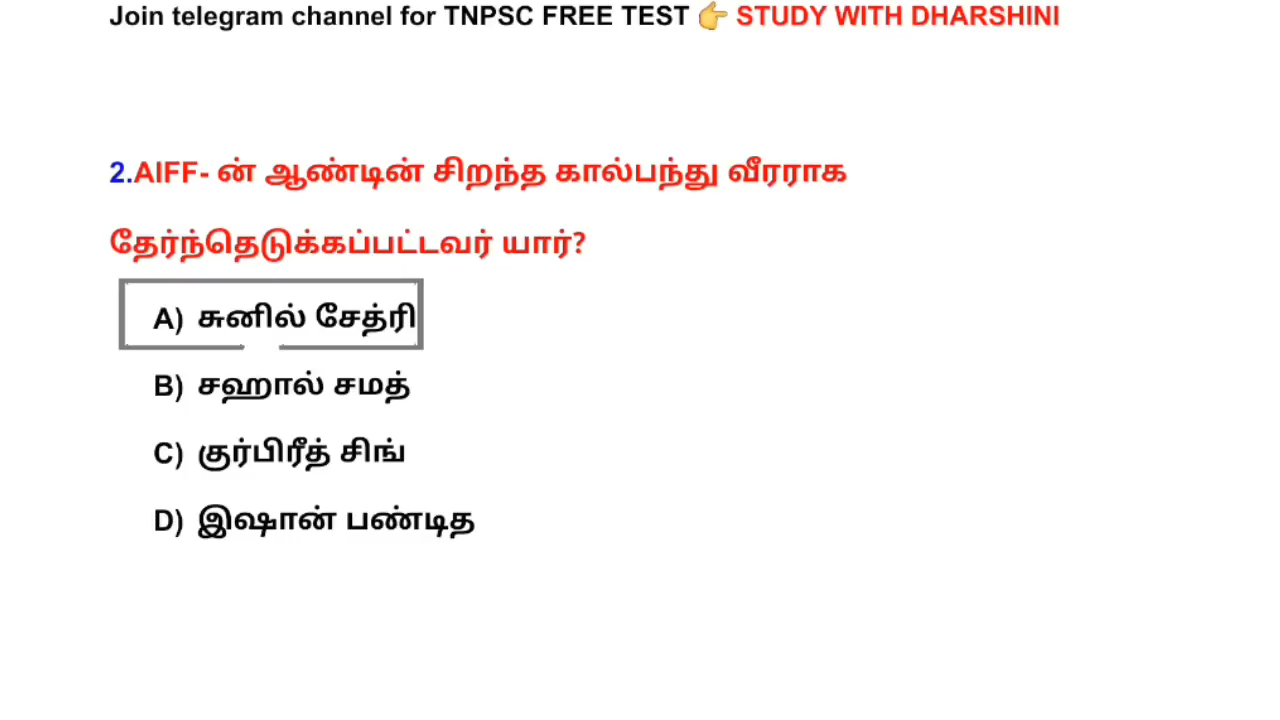 Join telegram channel for TNPSC FREE TEST 👉 STUDY WITH DHARSHINI
2.AIFF- ன் ஆண்டின் சிறந்த கால்பந்து வீரராக
தேர்ந்தெடுக்கப்பட்டவர் யார்?
A) சுனில் சேத்ரி
B) சஹால் சமத்
C) குர்பிரீத் சிங்
D) இஷான் பண்டித